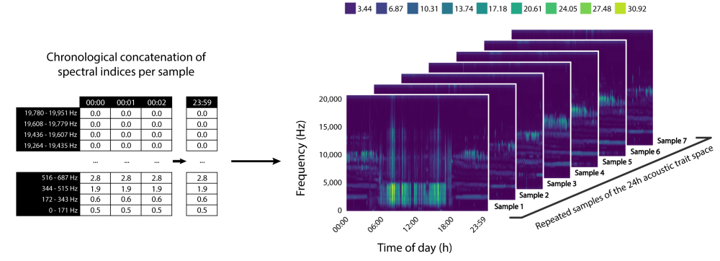 3.44 6.87 10.31 13.74 17.18 20.61 24.05 27.48 30.92
Chronological concatenation of
spectral indices per sample
00:00 00:01 00:02 23:59
19,780 - 19,951 Hz 0.0 0.0 0.0 0.0
19,608 - 19,779 Hz 0.0 0.0 0.0 0.0
19,436 - 19,607 Hz 0.0 0.0 0.0 0.0
19,264 - 19,435 Hz 0.0 0.0 0.0 0.0
... ... ...
516 - 687 Hz 2.8 2.8 2.8 2.8
344 - 515 Hz 1.9 1.9 1.9 1.9
172 - 343 Hz 0.6 0.6 0.6 0.6
0 - 171 Hz 0.5 0.5 0.5 0.5
Frequency (Hz)
20,000
15,000
10,000
5,000
0
00:00 06:00 12:00 18:00 23:59
Time of day (h)
Sample 1
Sample 2
Sample 3
Sample 4
Sample 5
Sample 6
Sample 7
Repeated samples of the 24h acoustic trait space